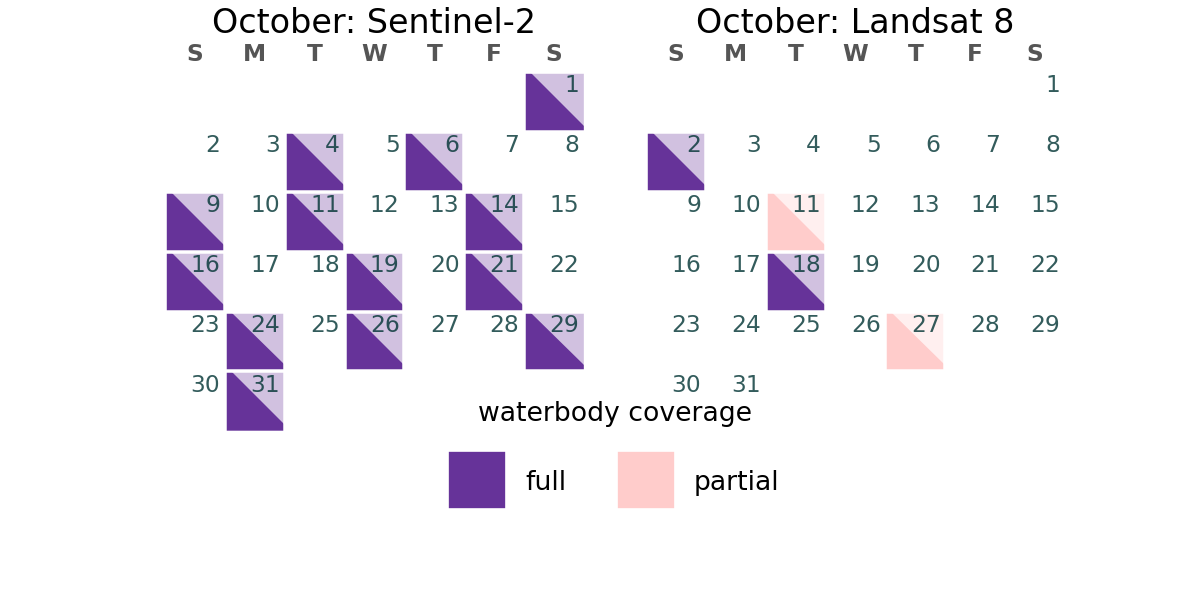 October: Sentinel-2
S M T W T F S
1
2 3 4 5 6 7 8
9 10 11 12 13 14 15
16 17 18 19 20 21 22
23 24 25 26 27 28 29
30 31
October: Landsat 8
S M T W T F S
1
2 3 4 5 6 7 8
9 10 11 12 13 14 15
16 17 18 19 20 21 22
23 24 25 26 27 28 29
30 31
waterbody coverage
full partial